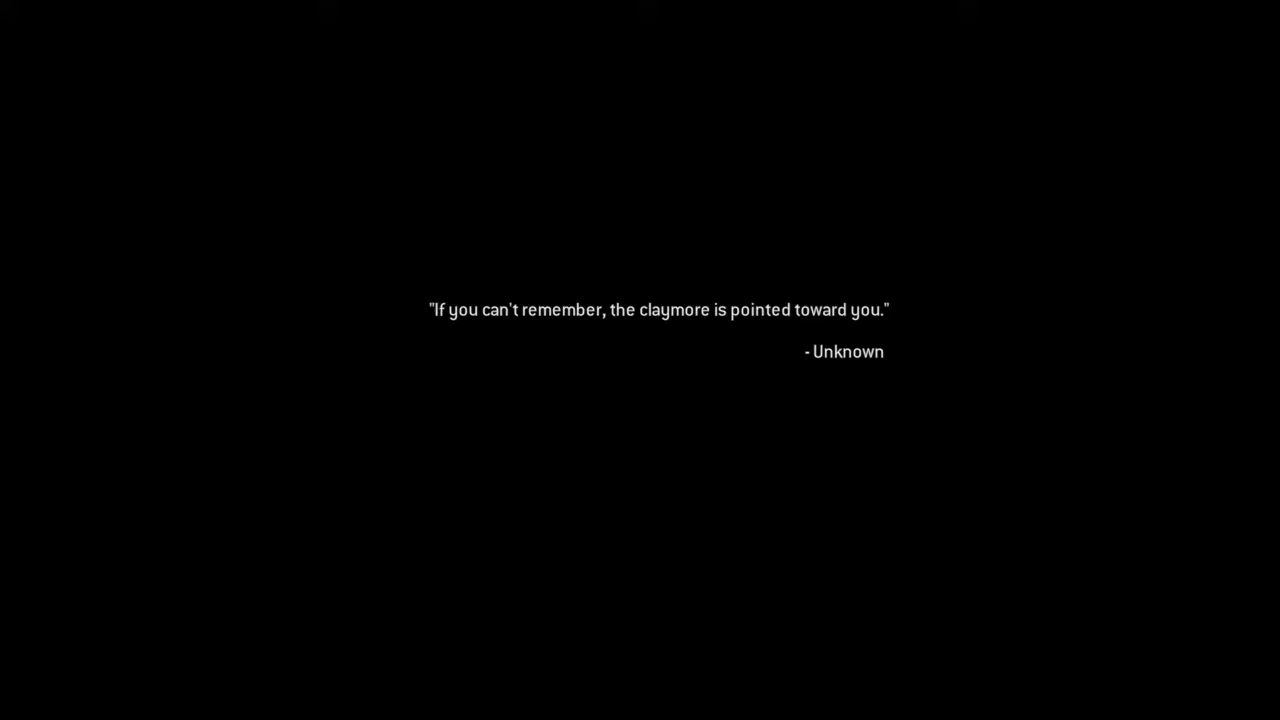 "If you can't remember, the claymore is pointed toward you."
- Unknown